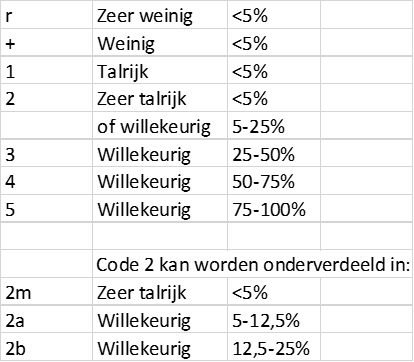 r Zeer weinig <5%
+ Weinig <5%
1 Talrijk <5%
2 Zeer talrijk <5%
of willekeurig 5-25%
3 Willekeurig 25-50%
4 Willekeurig 50-75%
5 Willekeurig 75-100%
Code 2 kan worden onderverdeeld in:
2m Zeer talrijk <5%
2a Willekeurig 5-12,5%
2b Willekeurig 12,5-25%